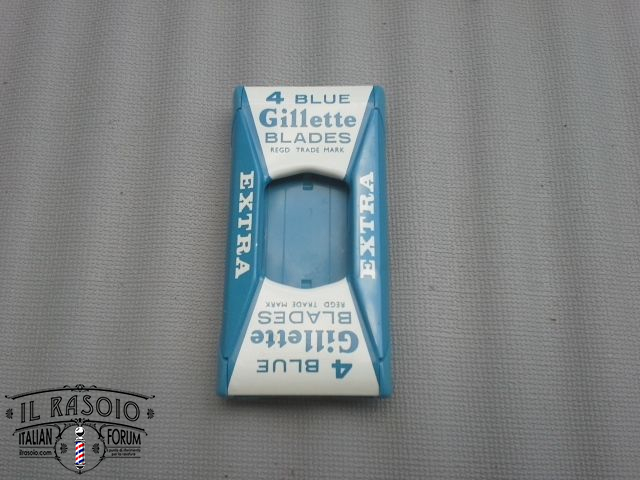 4 BLUE
Gillette
BLADES
REGD TRADE MARK
EXTRA
EXTRA
4 BLUE
Gillette
BLADES
REGD TRADE MARK
IL RASOIO
ITALIAN FORUM
ilrasoio.com